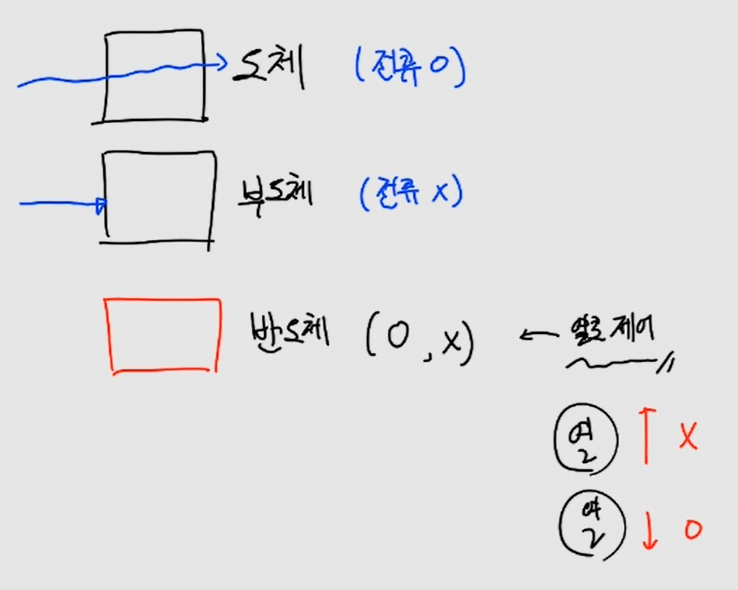 도체 (전류 O)
부도체 (전류 X)
반도체 (O, X) ← 열로 제어
열 ↑ X
열 ↓ O